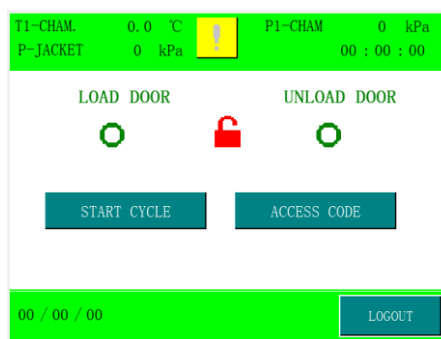 T1-CHAM. 0.0 ℃ ! P1-CHAM 0 kPa
P-JACKET 0 kPa 00 : 00 : 00
LOAD DOOR UNLOAD DOOR
START CYCLE ACCESS CODE
00 / 00 / 00 LOGOUT